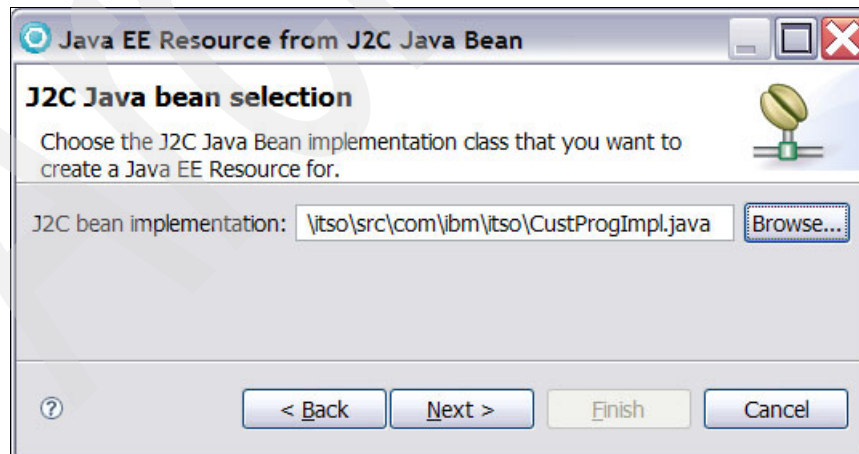 Java EE Resource from J2C Java Bean
J2C Java bean selection
Choose the J2C Java Bean implementation class that you want to
create a Java EE Resource for.
J2C bean implementation: \itso\src\com\ibm\itso\CustProgImpl.java Browse...
? < Back Next > Finish Cancel